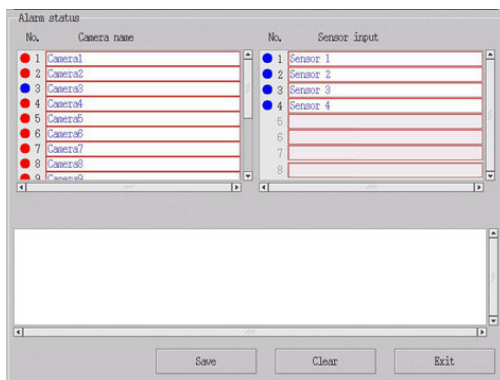 Alarm status
No. Camera name
1 Camera1
2 Camera2
3 Camera3
4 Camera4
5 Camera5
6 Camera6
7 Camera7
8 Camera8
9 Camera9
No. Sensor input
1 Sensor 1
2 Sensor 2
3 Sensor 3
4 Sensor 4
5
6
7
8
Save Clear Exit